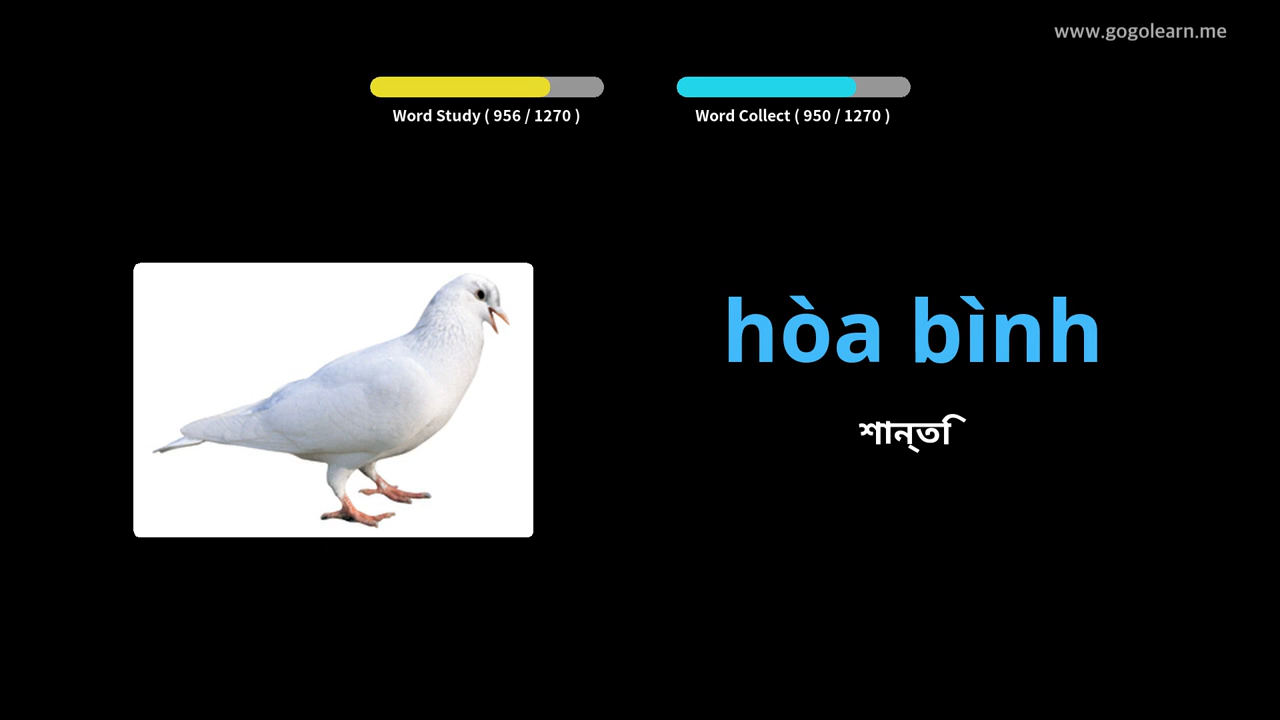 www.gogolearn.me
Word Study ( 956 / 1270 )
Word Collect ( 950 / 1270 )
hòa bình
শান্তি